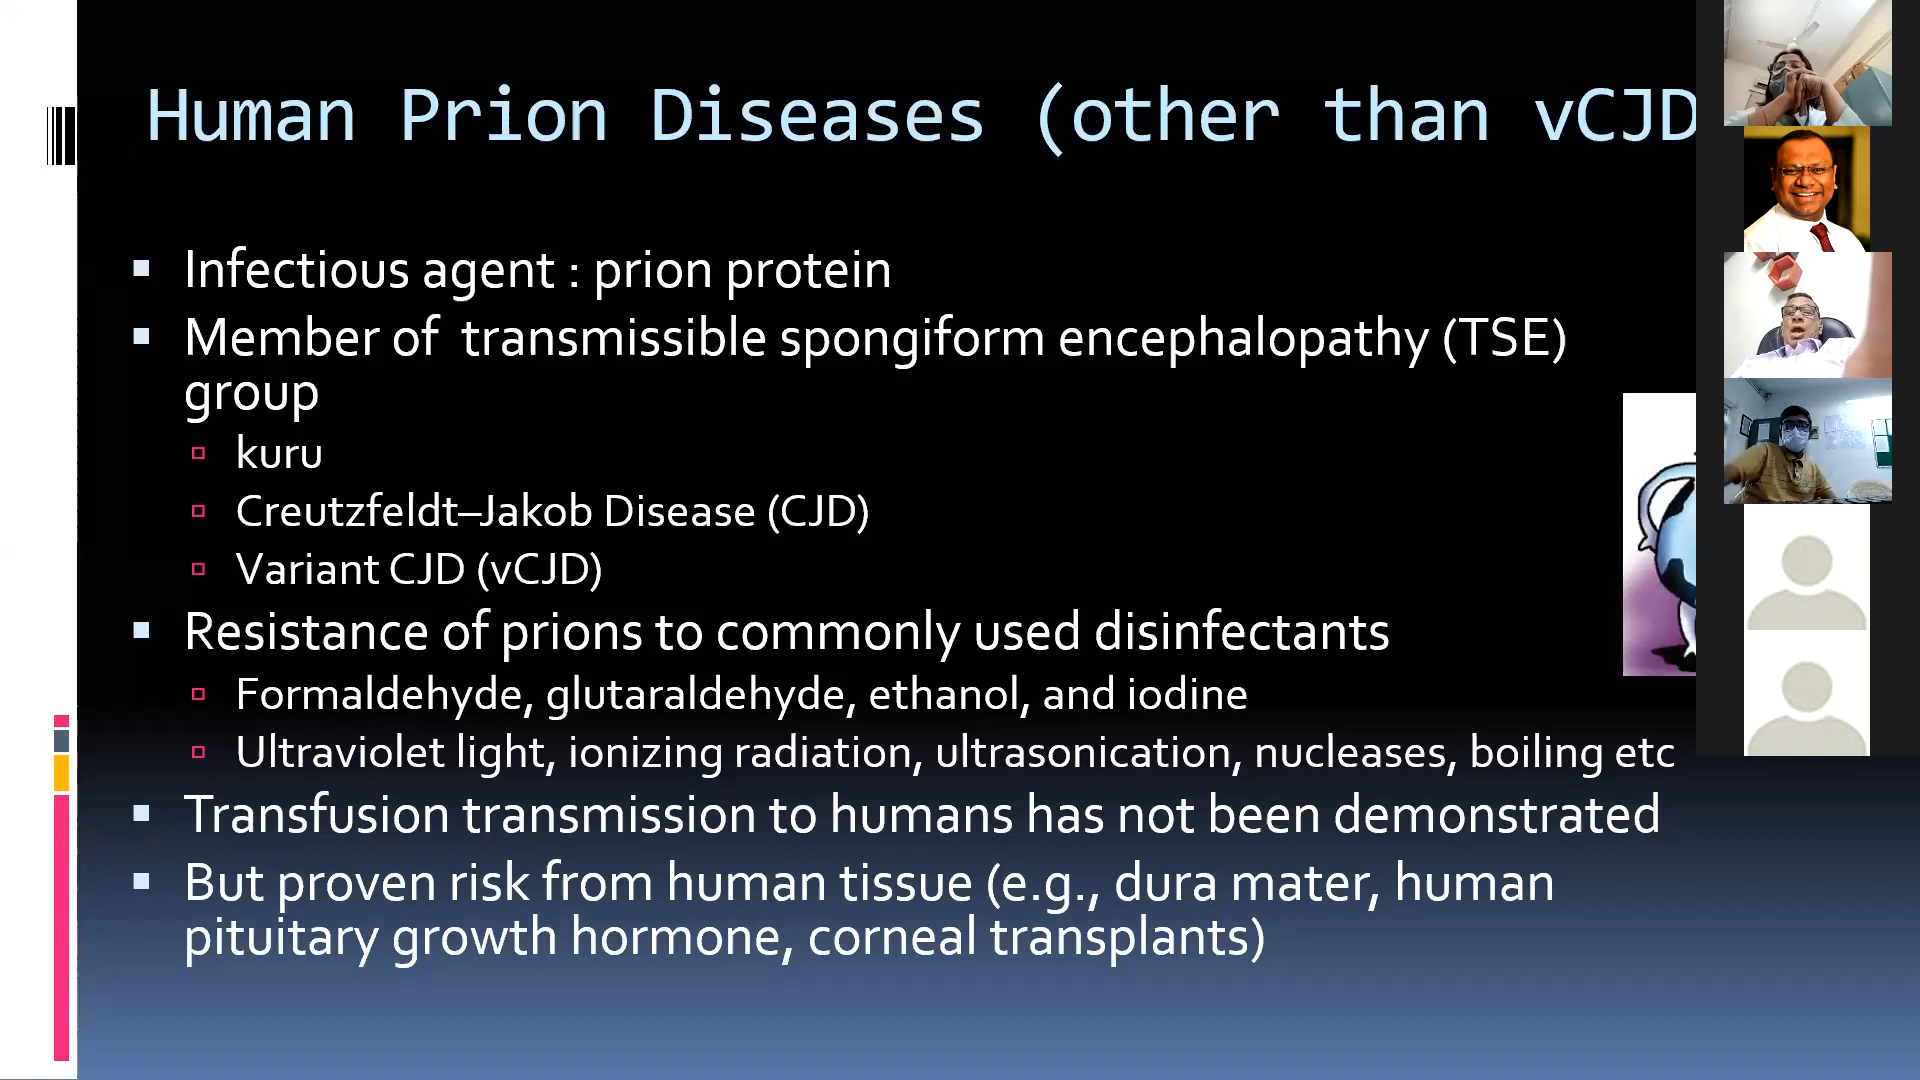 Human Prion Diseases (other than vCJD
Infectious agent : prion protein
Member of transmissible spongiform encephalopathy (TSE)
group
kuru
Creutzfeldt–Jakob Disease (CJD)
Variant CJD (vCJD)
Resistance of prions to commonly used disinfectants
Formaldehyde, glutaraldehyde, ethanol, and iodine
Ultraviolet light, ionizing radiation, ultrasonication, nucleases, boiling etc
Transfusion transmission to humans has not been demonstrated
But proven risk from human tissue (e.g., dura mater, human
pituitary growth hormone, corneal transplants)